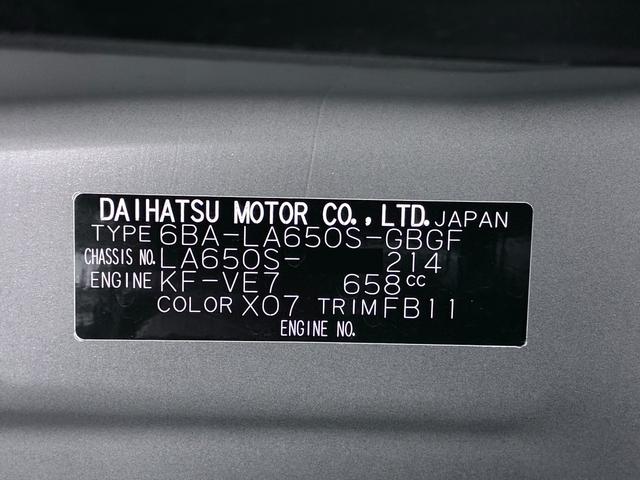 DAIHATSU MOTOR CO.,LTD.JAPAN
TYPE 6BA-LA650S-GBGF
CHASSIS NO. LA650S- 214
ENGINE KF-VE7 658cc
COLOR X07 TRIM FB11
ENGINE NO.